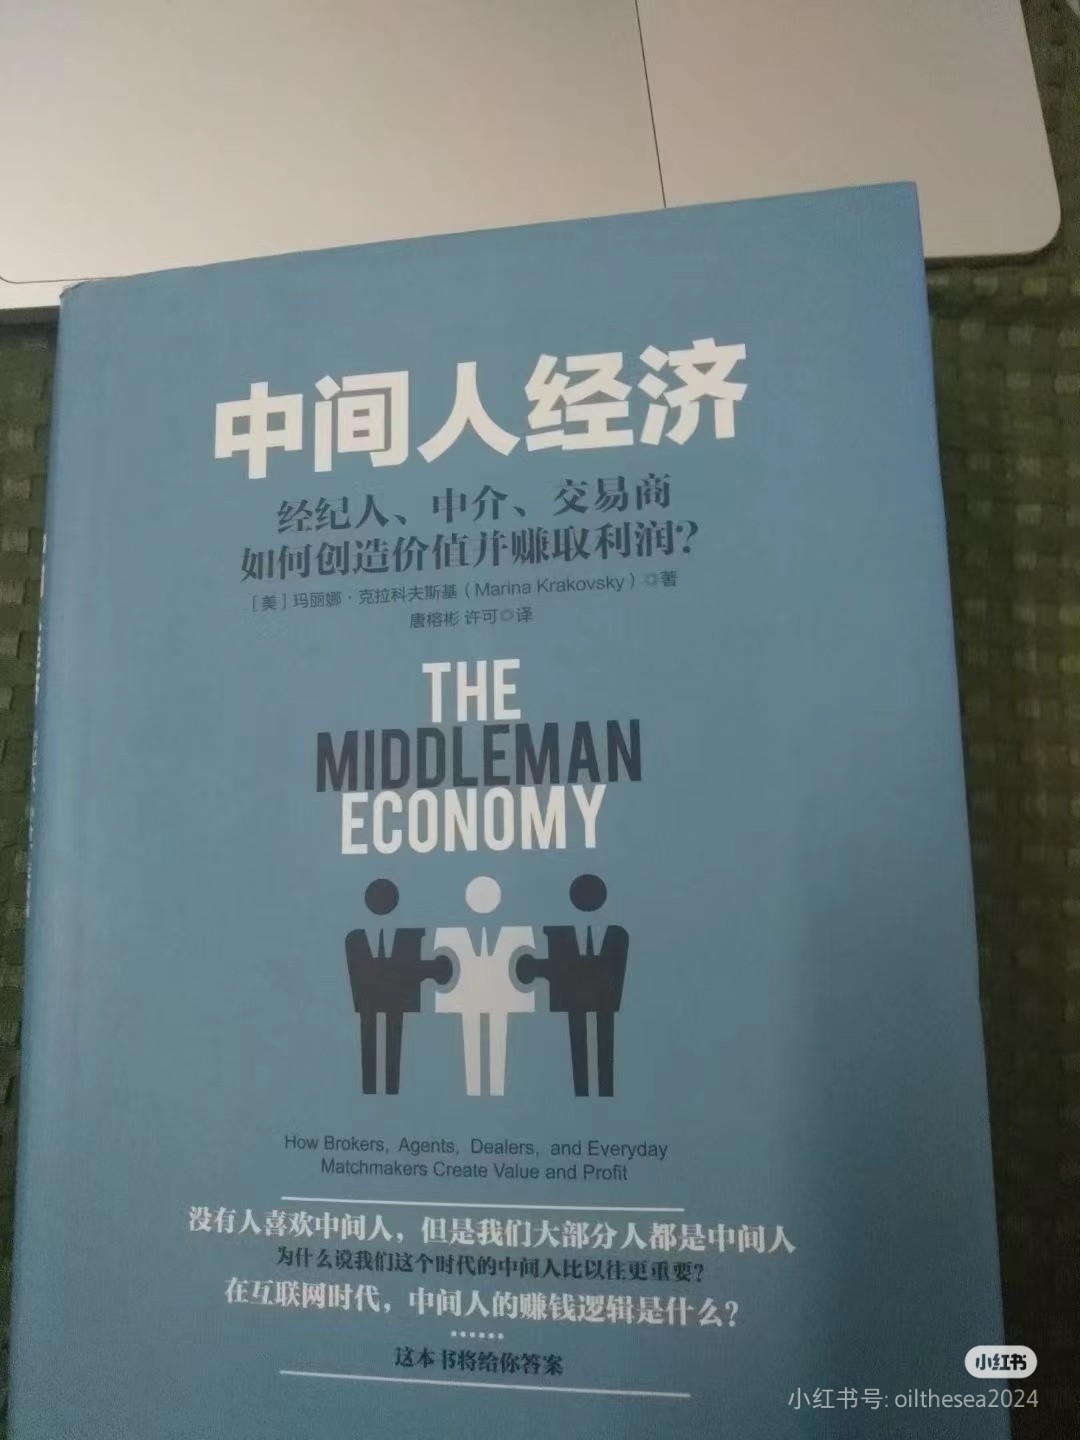 中间人经济
经纪人、中介、交易商
如何创造价值并赚取利润？
［美］玛丽娜·克拉科夫斯基（Marina Krakovsky）◎著
唐榕彬 许可◎译
THE
MIDDLEMAN
ECONOMY
How Brokers, Agents, Dealers, and Everyday
Matchmakers Create Value and Profit
没有人喜欢中间人，但是我们大部分人都是中间人
为什么说我们这个时代的中间人比以往更重要？
在互联网时代，中间人的赚钱逻辑是什么？
······
这本书将给你答案
小红书
小红书号: oilthesea2024